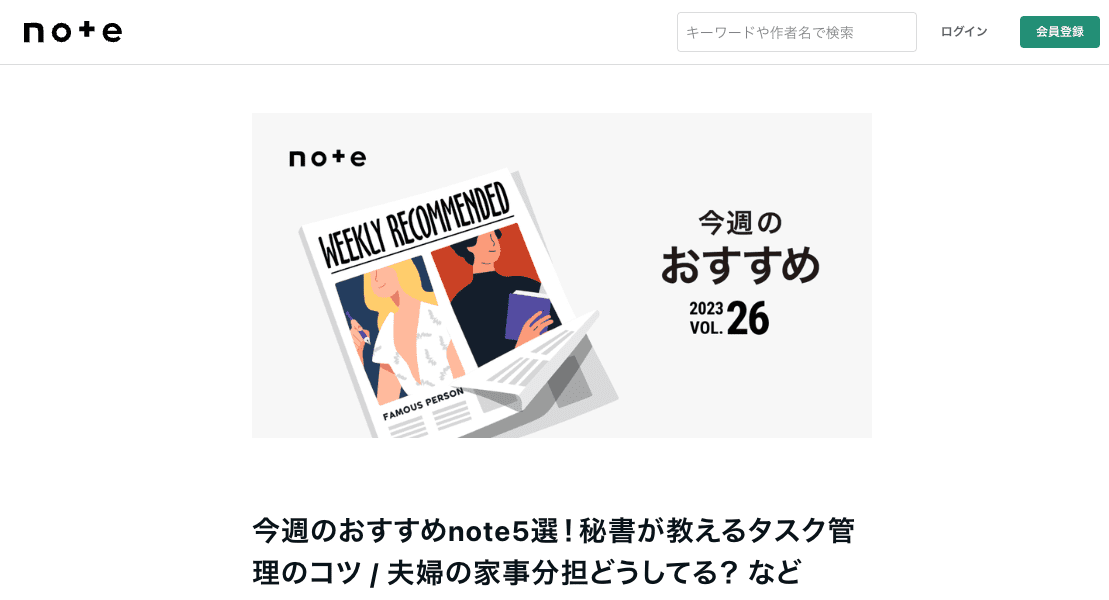 note
キーワードや作者名で検索
ログイン
会員登録
note
WEEKLY RECOMMENDED
FAMOUS PERSON
今週の
おすすめ
2023
VOL. 26
今週のおすすめnote5選!秘書が教えるタスク管
理のコツ / 夫婦の家事分担どうしてる? など